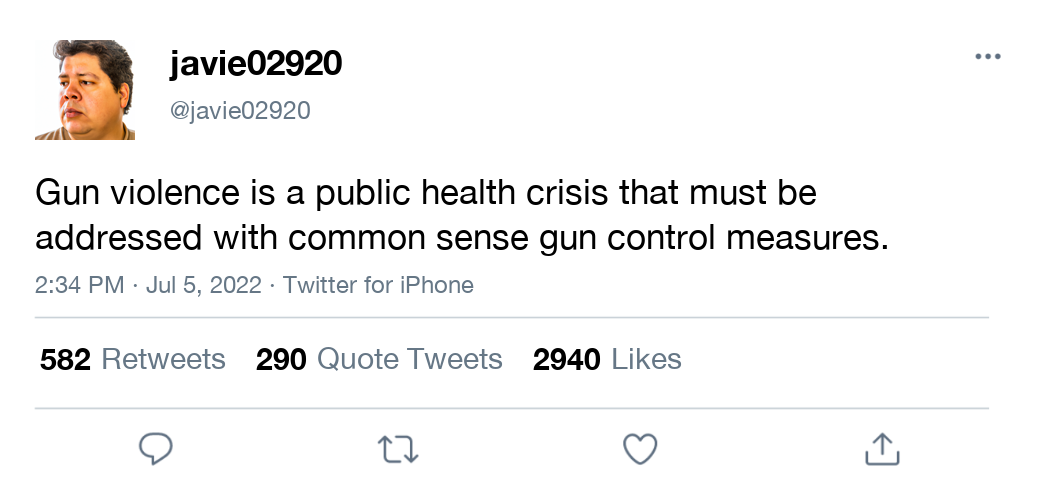 javie02920
@javie02920
Gun violence is a public health crisis that must be
addressed with common sense gun control measures.
2:34 PM · Jul 5, 2022 · Twitter for iPhone
582 Retweets 290 Quote Tweets 2940 Likes